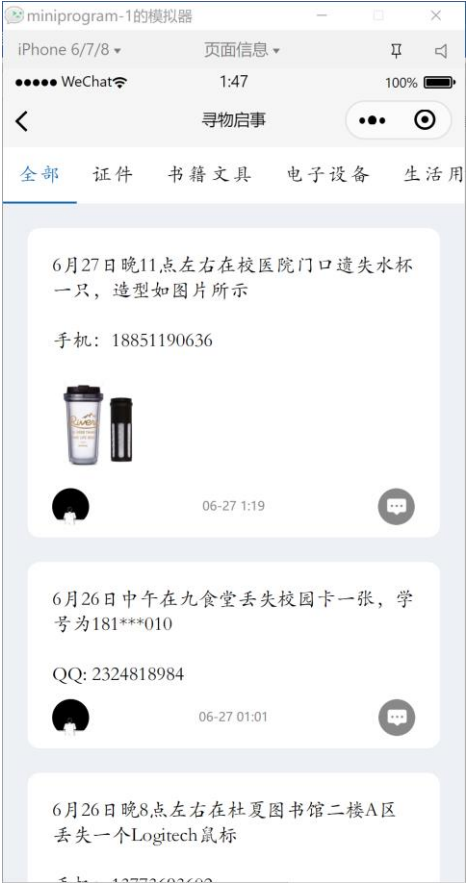 miniprogram-1的模拟器
iPhone 6/7/8 页面信息
WeChat 1:47 100%
寻物启事
全部 证件 书籍文具 电子设备 生活用
6月27日晚11点左右在校医院门口遗失水杯
一只，造型如图片所示
手机：18851190636
Rivers
06-27 1:19
6月26日中午在九食堂丢失校园卡一张，学
号为181***010
QQ: 2324818984
06-27 01:01
6月26日晚8点左右在杜夏图书馆二楼A区
丢失一个Logitech鼠标